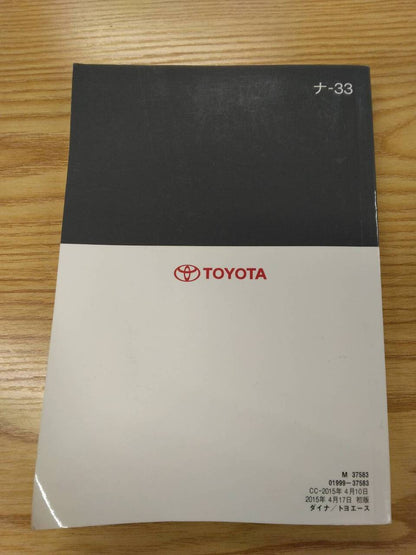 ナ-33
TOYOTA
M 37583
01999-37583
CC-2015年 4月10日
2015年 4月17日 初版
ダイナ/トヨエース